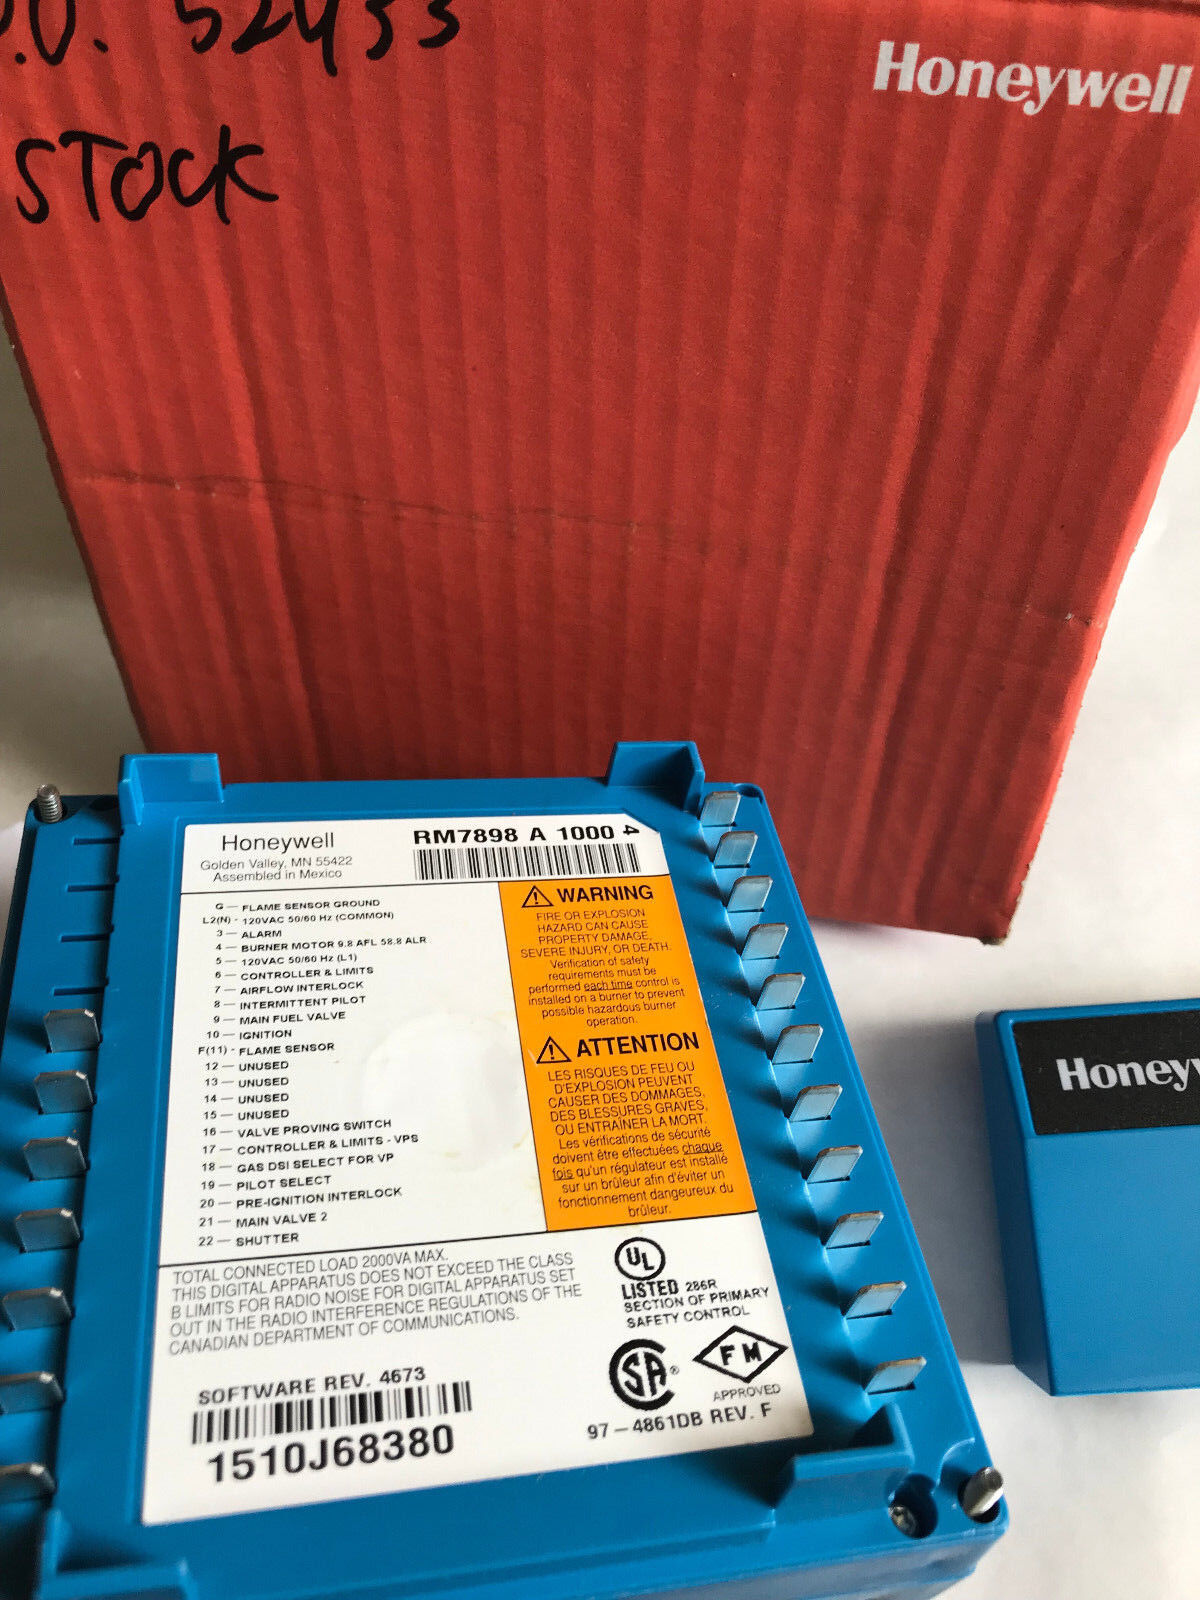 P.O. 52433
STOCK
Honeywell
Honeywell
Golden Valley, MN 55422
Assembled in Mexico
RM7898 A 1000 4
G — FLAME SENSOR GROUND
L2(N) - 120VAC 50/60 Hz (COMMON)
3 — ALARM
4 — BURNER MOTOR 9.8 AFL 58.8 ALR
5 — 120VAC 50/60 Hz (L1)
6 — CONTROLLER & LIMITS
7 — AIRFLOW INTERLOCK
8 — INTERMITTENT PILOT
9 — MAIN FUEL VALVE
10 — IGNITION
F(11) - FLAME SENSOR
12 — UNUSED
13 — UNUSED
14 — UNUSED
15 — UNUSED
16 — VALVE PROVING SWITCH
17 — CONTROLLER & LIMITS - VPS
18 — GAS DSI SELECT FOR VP
19 — PILOT SELECT
20 — PRE-IGNITION INTERLOCK
21 — MAIN VALVE 2
22 — SHUTTER
WARNING
FIRE OR EXPLOSION
HAZARD CAN CAUSE
PROPERTY DAMAGE,
SEVERE INJURY, OR DEATH.
Verification of safety
requirements must be
performed each time control is
installed on a burner to prevent
possible hazardous burner
operation.
ATTENTION
LES RISQUES DE FEU OU
D'EXPLOSION PEUVENT
CAUSER DES DOMMAGES,
DES BLESSURES GRAVES,
OU ENTRAÎNER LA MORT.
Les vérifications de sécurité
doivent être effectuées chaque
fois qu'un régulateur est installé
sur un brûleur afin d'éviter un
fonctionnement dangeureux du
brûleur.
TOTAL CONNECTED LOAD 2000VA MAX.
THIS DIGITAL APPARATUS DOES NOT EXCEED THE CLASS
B LIMITS FOR RADIO NOISE FOR DIGITAL APPARATUS SET
OUT IN THE RADIO INTERFERENCE REGULATIONS OF THE
CANADIAN DEPARTMENT OF COMMUNICATIONS.
UL
LISTED 286R
SECTION OF PRIMARY
SAFETY CONTROL
SA ®
FM
APPROVED
97-4861DB REV. F
SOFTWARE REV. 4673
1510J68380
Honeyw